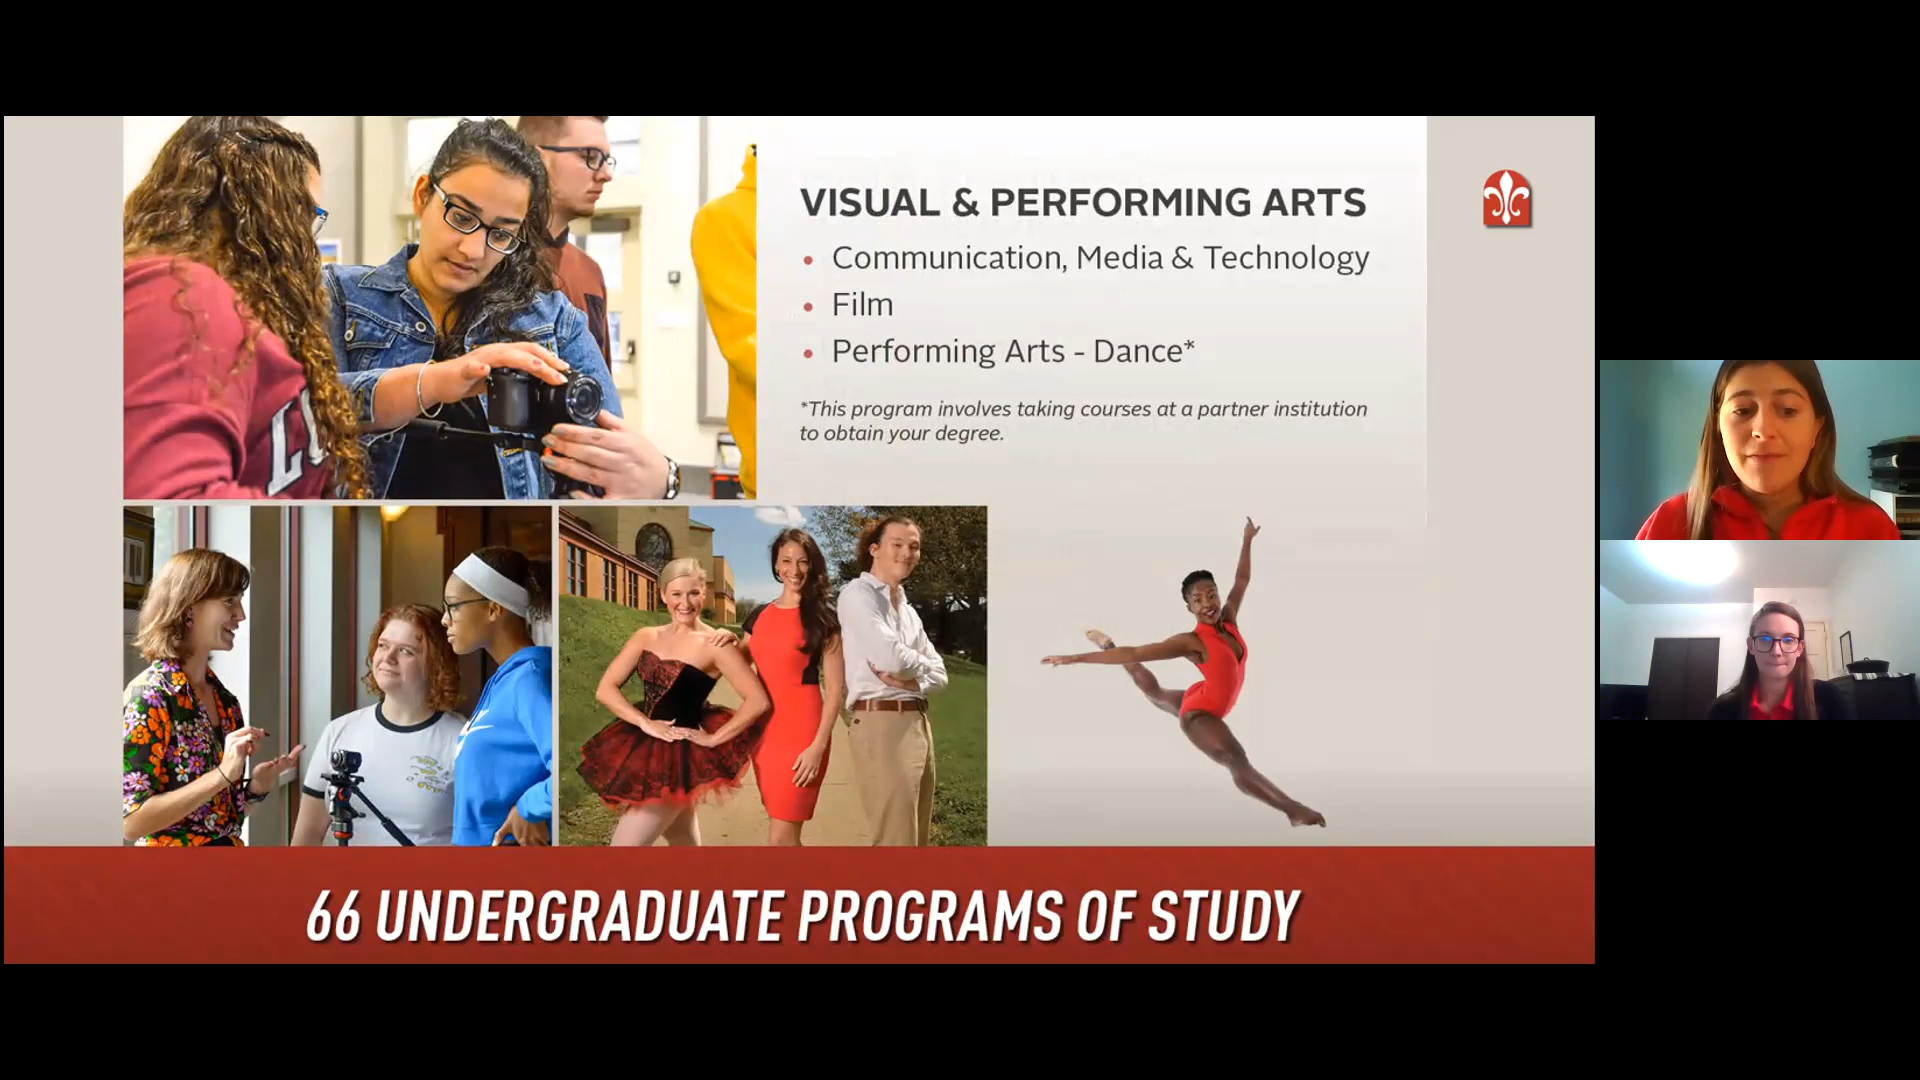 VISUAL & PERFORMING ARTS
• Communication, Media & Technology
• Film
• Performing Arts - Dance*
*This program involves taking courses at a partner institution
to obtain your degree.
66 UNDERGRADUATE PROGRAMS OF STUDY